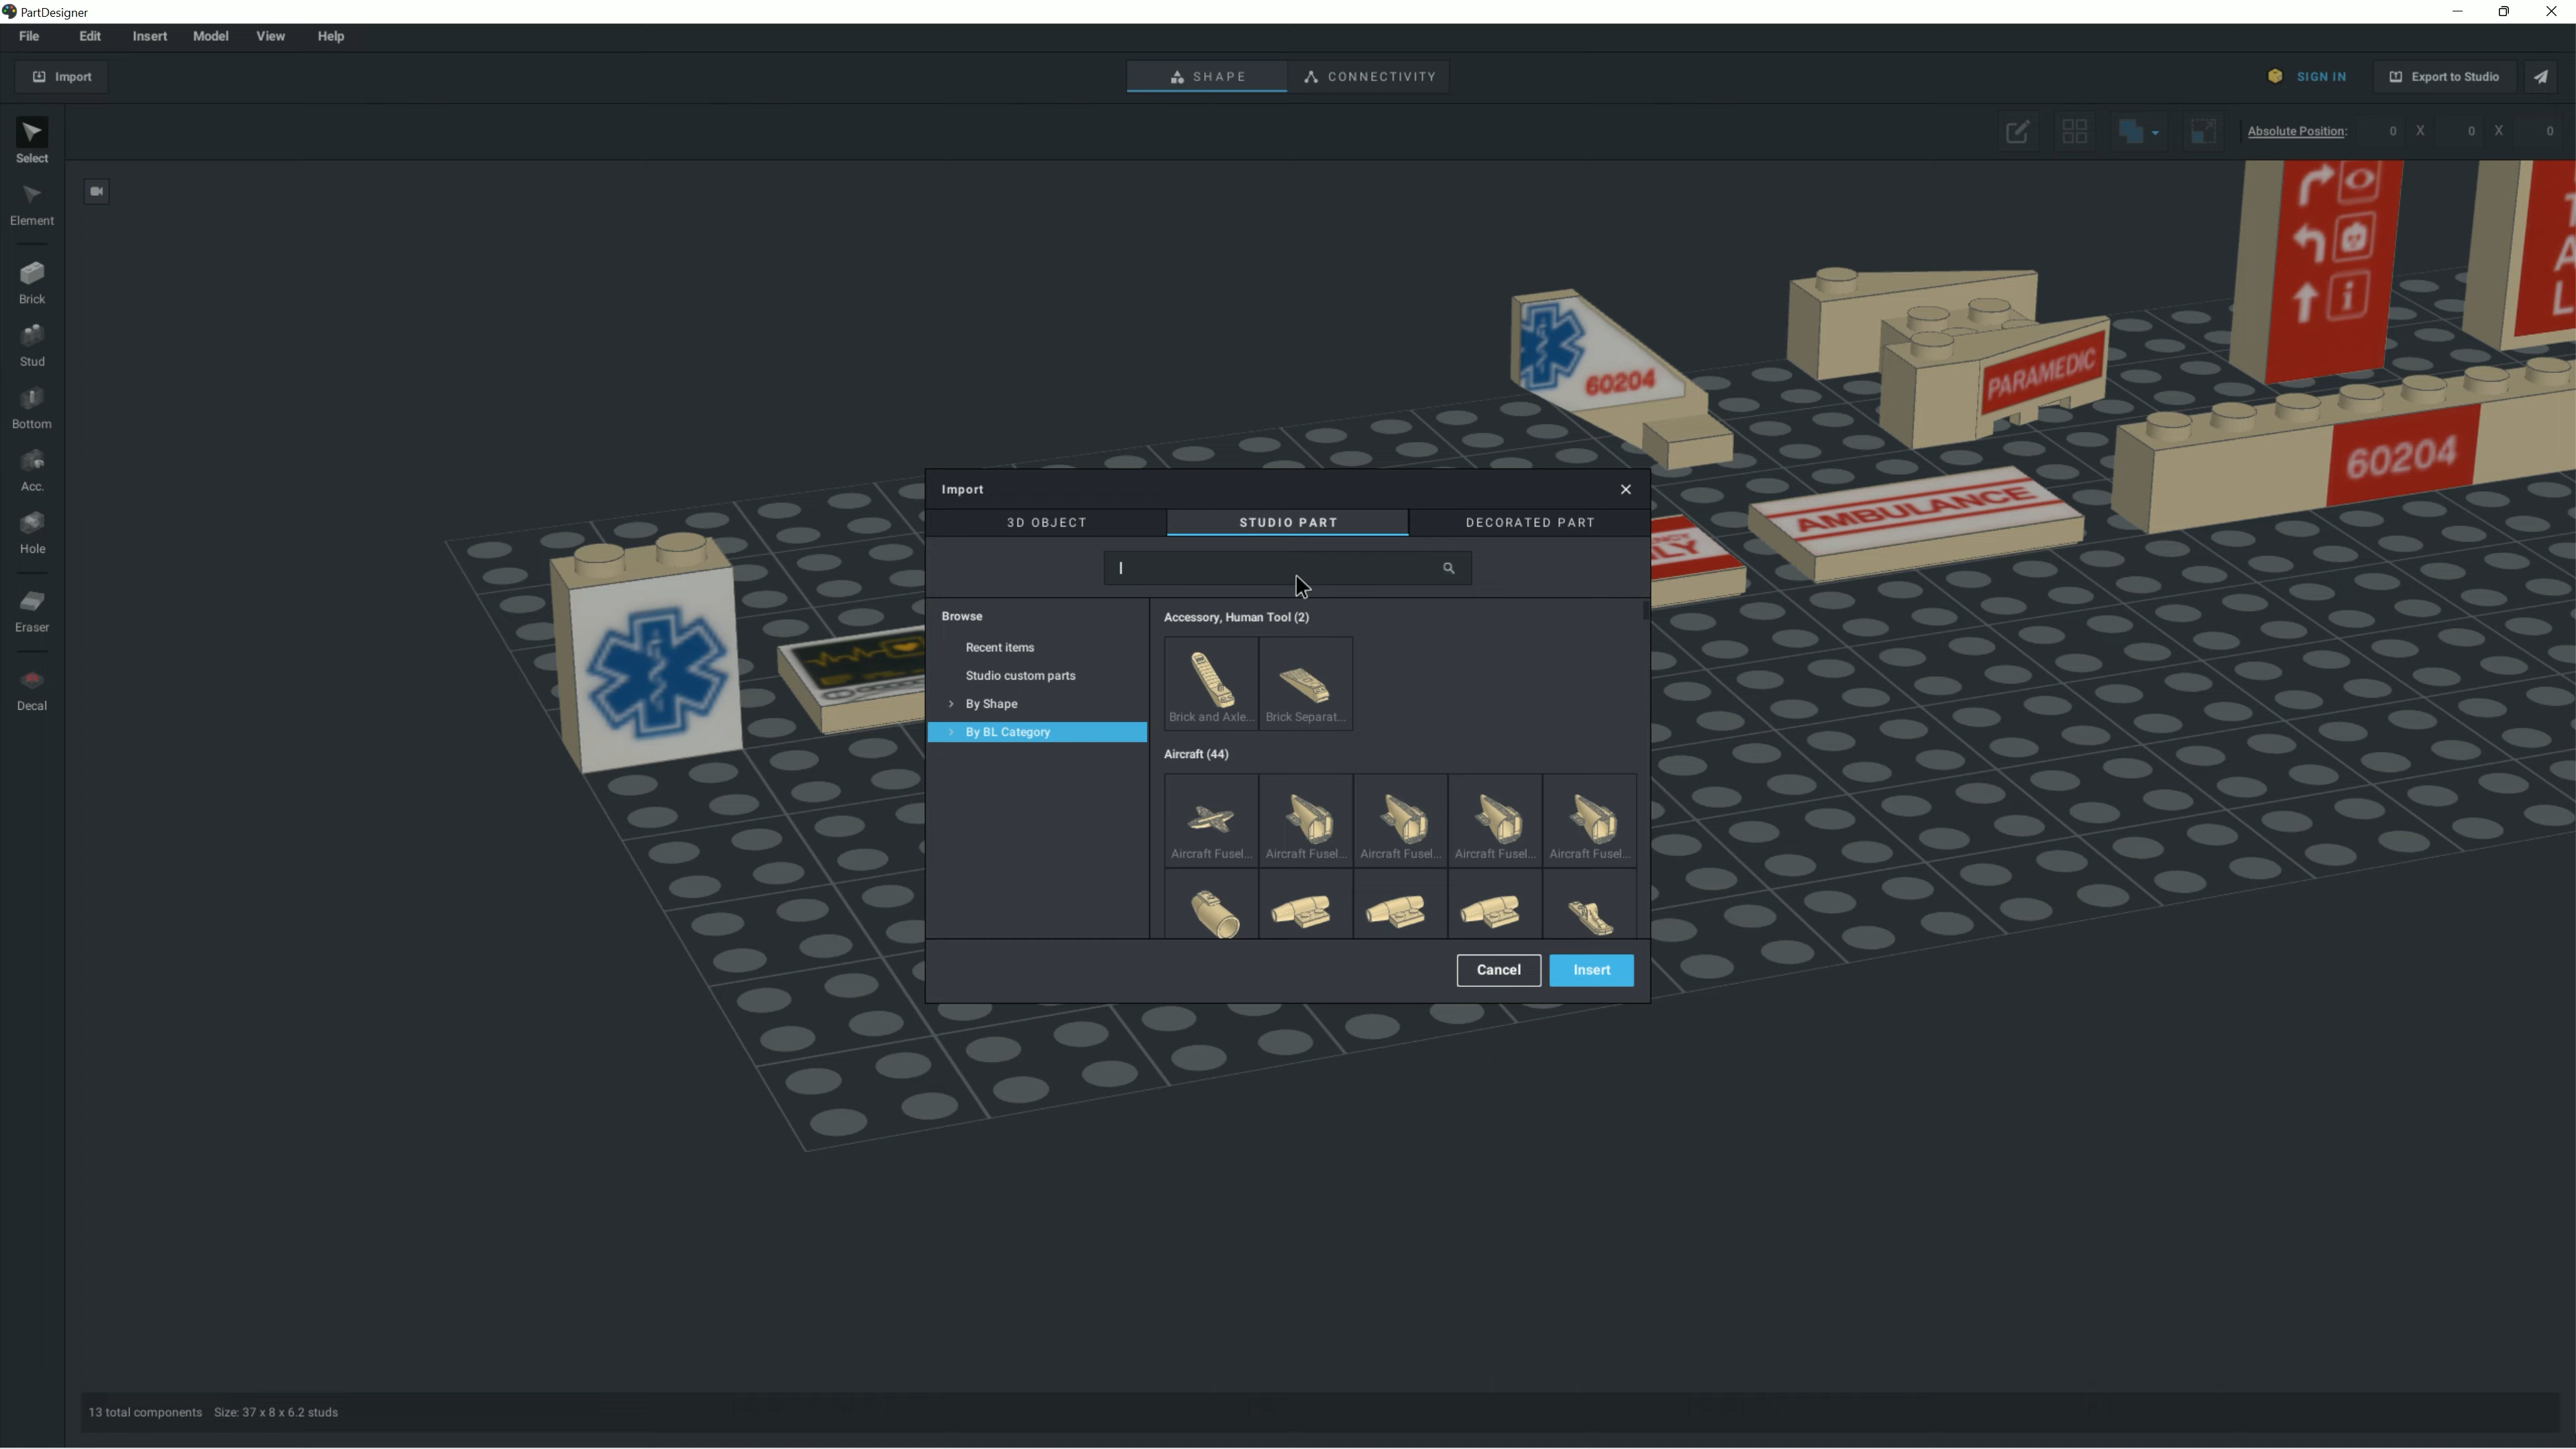 PartDesigner
File Edit Insert Model View Help
Import
SHAPE CONNECTIVITY
SIGN IN
Export to Studio
Absolute Position: 0 X 0 X 0
Select
Element
Brick
Stud
Bottom
Acc.
Hole
Eraser
Decal
60204
PARAMEDIC
60204
AMBULANCE
LY
Import
3D OBJECT STUDIO PART DECORATED PART
Browse
Recent items
Studio custom parts
By Shape
By BL Category
Accessory, Human Tool (2)
Brick and Axle... Brick Separat...
Aircraft (44)
Aircraft Fusel... Aircraft Fusel... Aircraft Fusel... Aircraft Fusel... Aircraft Fusel...
Cancel Insert
13 total components Size: 37 x 8 x 6.2 studs